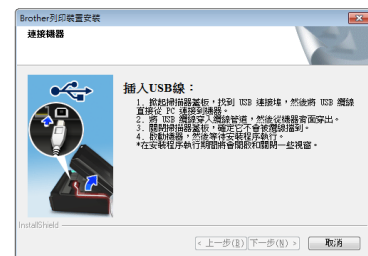 Brother列印裝置安裝
連接機器
插入USB線：
1. 掀起掃描器蓋板，找到 USB 連接埠，然後將 USB 纜線
直接從 PC 連接到機器。
2. 將 USB 纜線穿入纜線管道，然後從機器背面穿出。
3. 關閉掃描器蓋板，確定它不會被纜線擋到。
4. 啟動機器，然後等待安裝程序執行。
*在安裝程序執行期間將會開啟和關閉一些視窗。
InstallShield
< 上一步(B) 下一步(N) > 取消